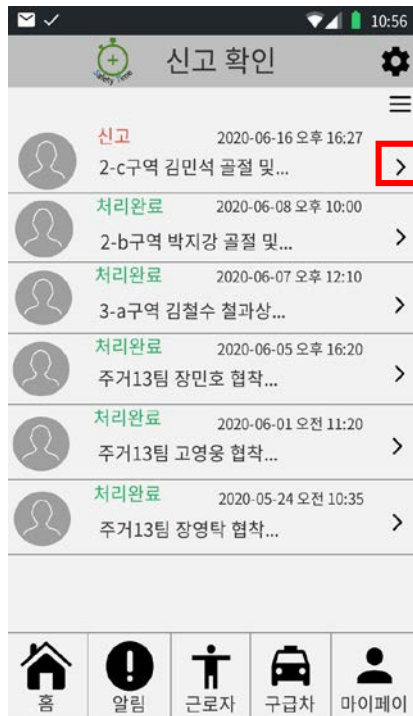 10:56
Safety Time
신고 확인
신고 2020-06-16 오후 16:27
2-c구역 김민석 골절 및...
처리완료 2020-06-08 오후 10:00
2-b구역 박지강 골절 및...
처리완료 2020-06-07 오후 12:10
3-a구역 김철수 철과상...
처리완료 2020-06-05 오후 16:20
주거13팀 장민호 협착...
처리완료 2020-06-01 오전 11:20
주거13팀 고영웅 협착...
처리완료 2020-05-24 오전 10:35
주거13팀 장영탁 협착...
홈 알림 근로자 구급차 마이페이